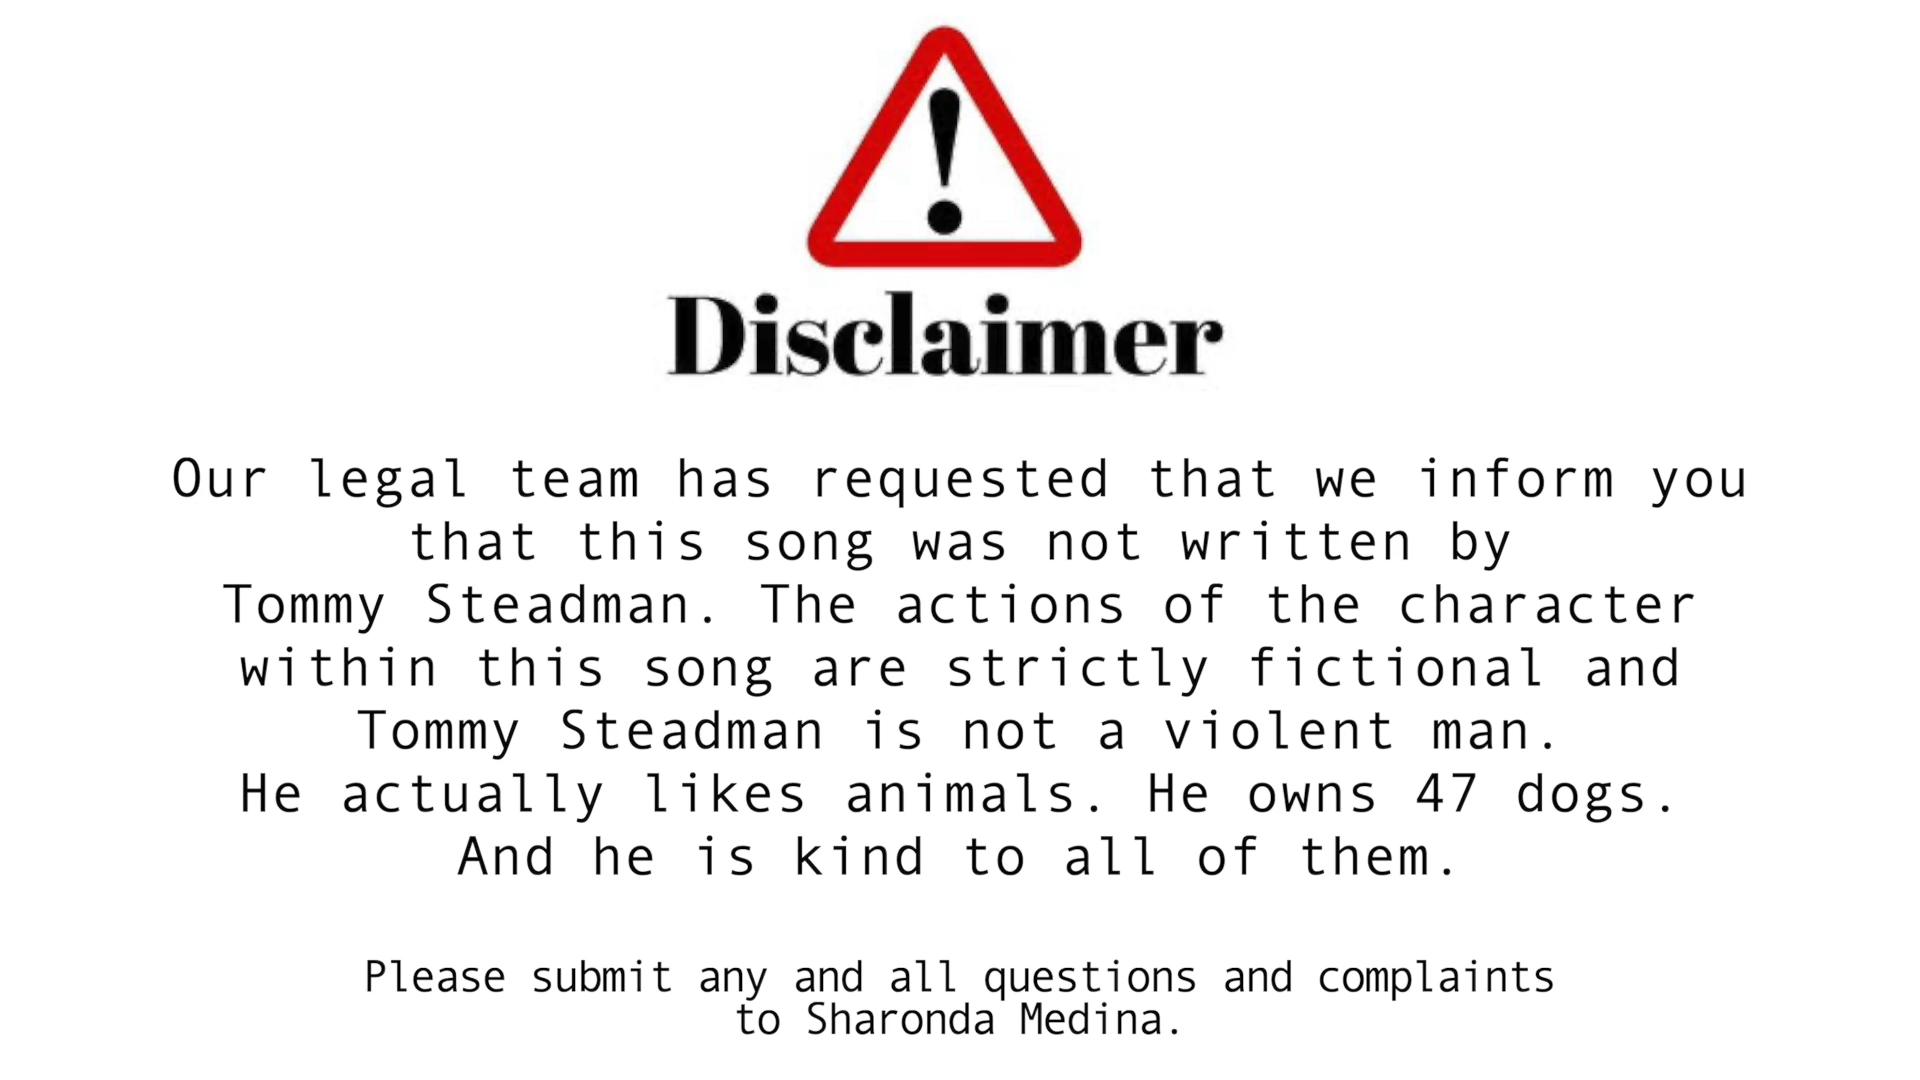 Disclaimer
Our legal team has requested that we inform you
that this song was not written by
Tommy Steadman. The actions of the character
within this song are strictly fictional and
Tommy Steadman is not a violent man.
He actually likes animals. He owns 47 dogs.
And he is kind to all of them.
Please submit any and all questions and complaints
to Sharonda Medina.